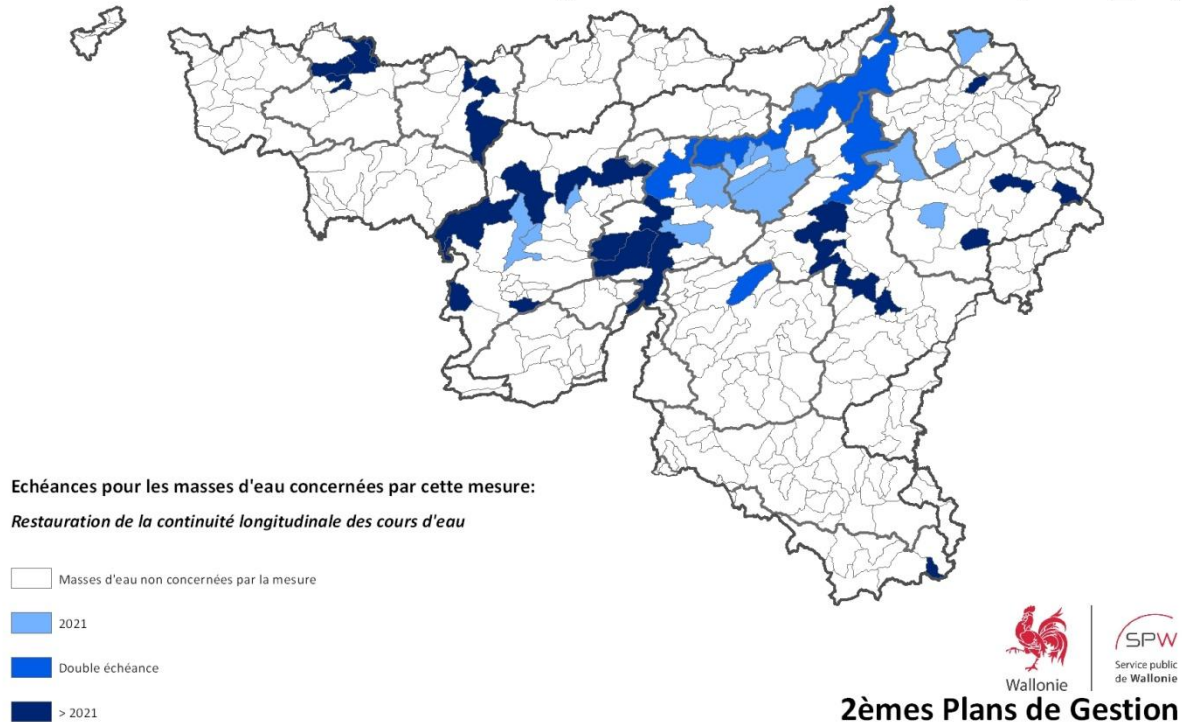 Echéances pour les masses d'eau concernées par cette mesure:
Restauration de la continuité longitudinale des cours d'eau
Masses d'eau non concernées par la mesure
2021
Double échéance
> 2021
Wallonie
SPW
Service public
de Wallonie
2èmes Plans de Gestion